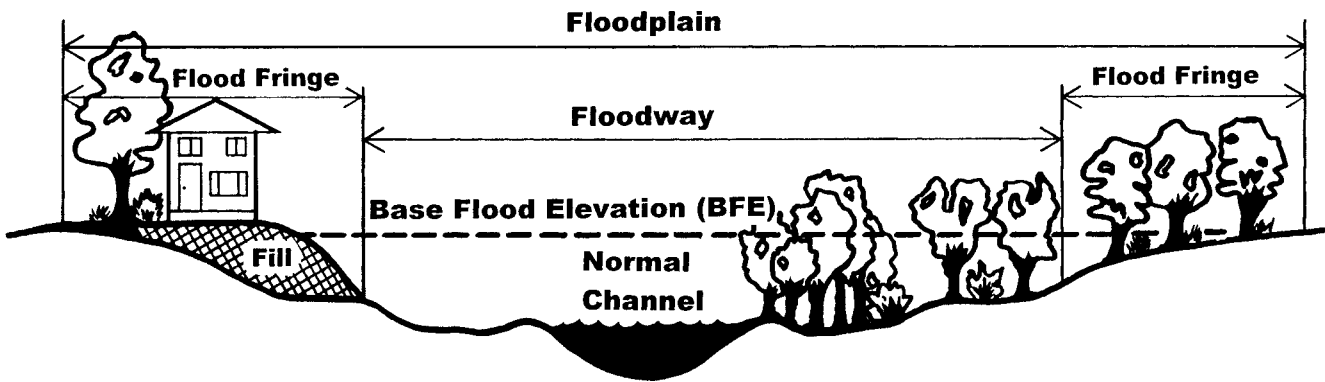 Floodplain
Flood Fringe
Flood Fringe
Floodway
Base Flood Elevation (BFE)
Fill
Normal
Channel